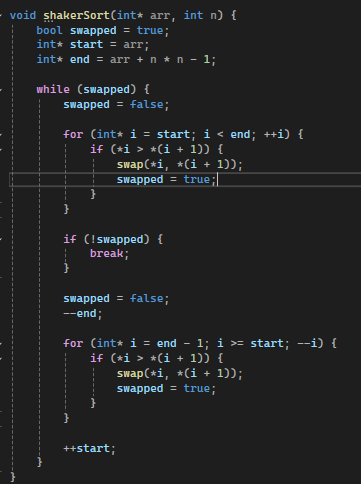 void shakerSort(int* arr, int n) {
    bool swapped = true;
    int* start = arr;
    int* end = arr + n * n - 1;

    while (swapped) {
        swapped = false;

        for (int* i = start; i < end; ++i) {
            if (*i > *(i + 1)) {
                swap(*i, *(i + 1));
                swapped = true;
            }
        }

        if (!swapped) {
            break;
        }

        swapped = false;
        --end;

        for (int* i = end - 1; i >= start; --i) {
            if (*i > *(i + 1)) {
                swap(*i, *(i + 1));
                swapped = true;
            }
        }

        ++start;
    }
}